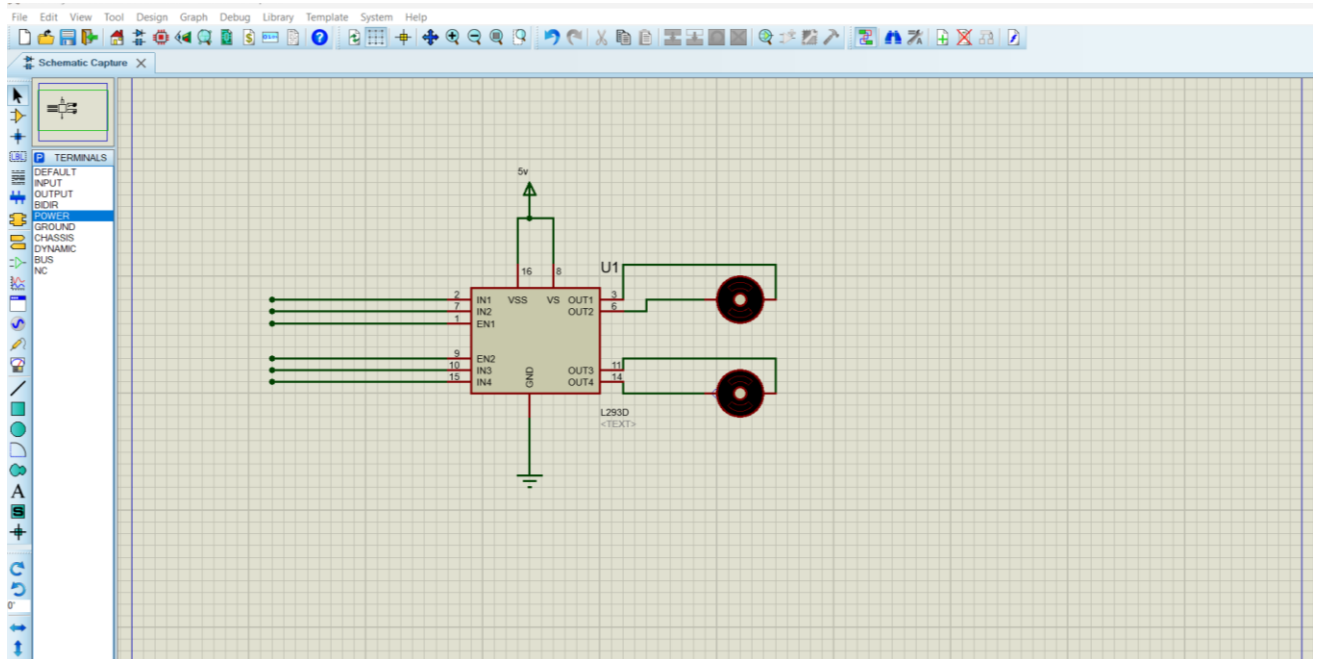 File Edit View Tool Design Graph Debug Library Template System Help
Schematic Capture
TERMINALS
DEFAULT
INPUT
OUTPUT
BIDIR
POWER
GROUND
CHASSIS
DYNAMIC
BUS
NC
LBL
A
S
0°
5v
16 8 U1
2 IN1 VSS VS OUT1 3
7 IN2 OUT2 6
1 EN1
9 EN2
10 IN3 OUT3 11
15 IN4 GND OUT4 14
L293D
<TEXT>